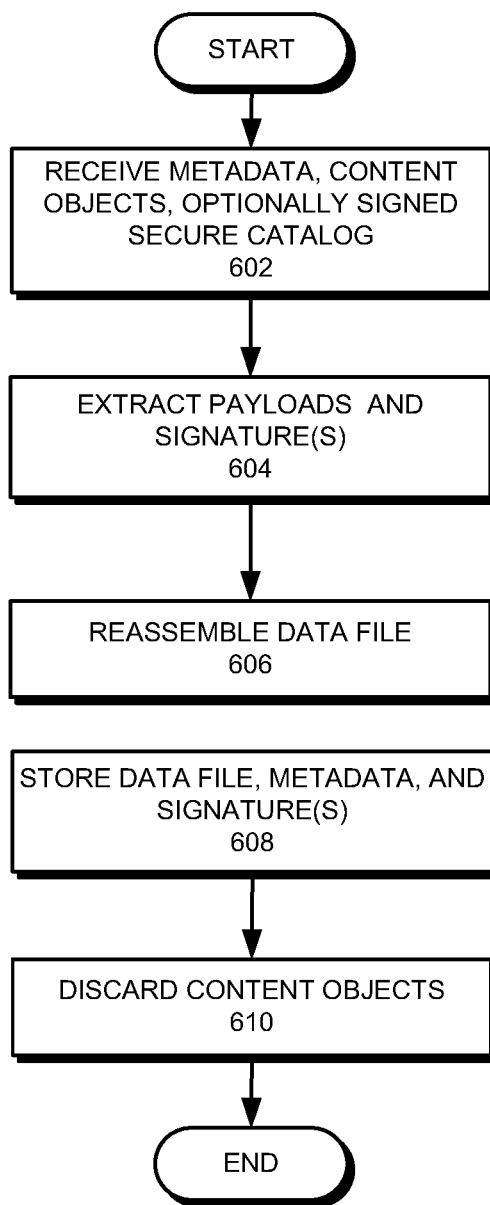 START
RECEIVE METADATA, CONTENT
OBJECTS, OPTIONALLY SIGNED
SECURE CATALOG
602
EXTRACT PAYLOADS AND
SIGNATURE(S)
604
REASSEMBLE DATA FILE
606
STORE DATA FILE, METADATA, AND
SIGNATURE(S)
608
DISCARD CONTENT OBJECTS
610
END